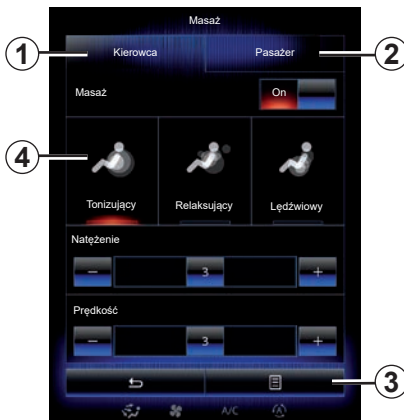 Masaż
1
Kierowca
Pasażer
2
Masaż
On
4
Tonizujący
Relaksujący
Lędźwiowy
Natężenie
− 3 +
Prędkość
− 3 +
3
A/C